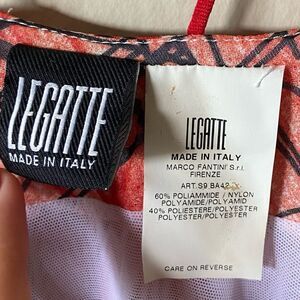 LEGATTE
MADE IN ITALY
LEGATTE
MADE IN ITALY
MARCO FANTINI S.r.l.
FIRENZE
ART. S9 BA42
60% POLIAMMIDE / NYLON
POLYAMIDE/POLYAMID
40% POLIESTERE/POLYESTER
POLYESTER/POLYESTER
CARE ON REVERSE